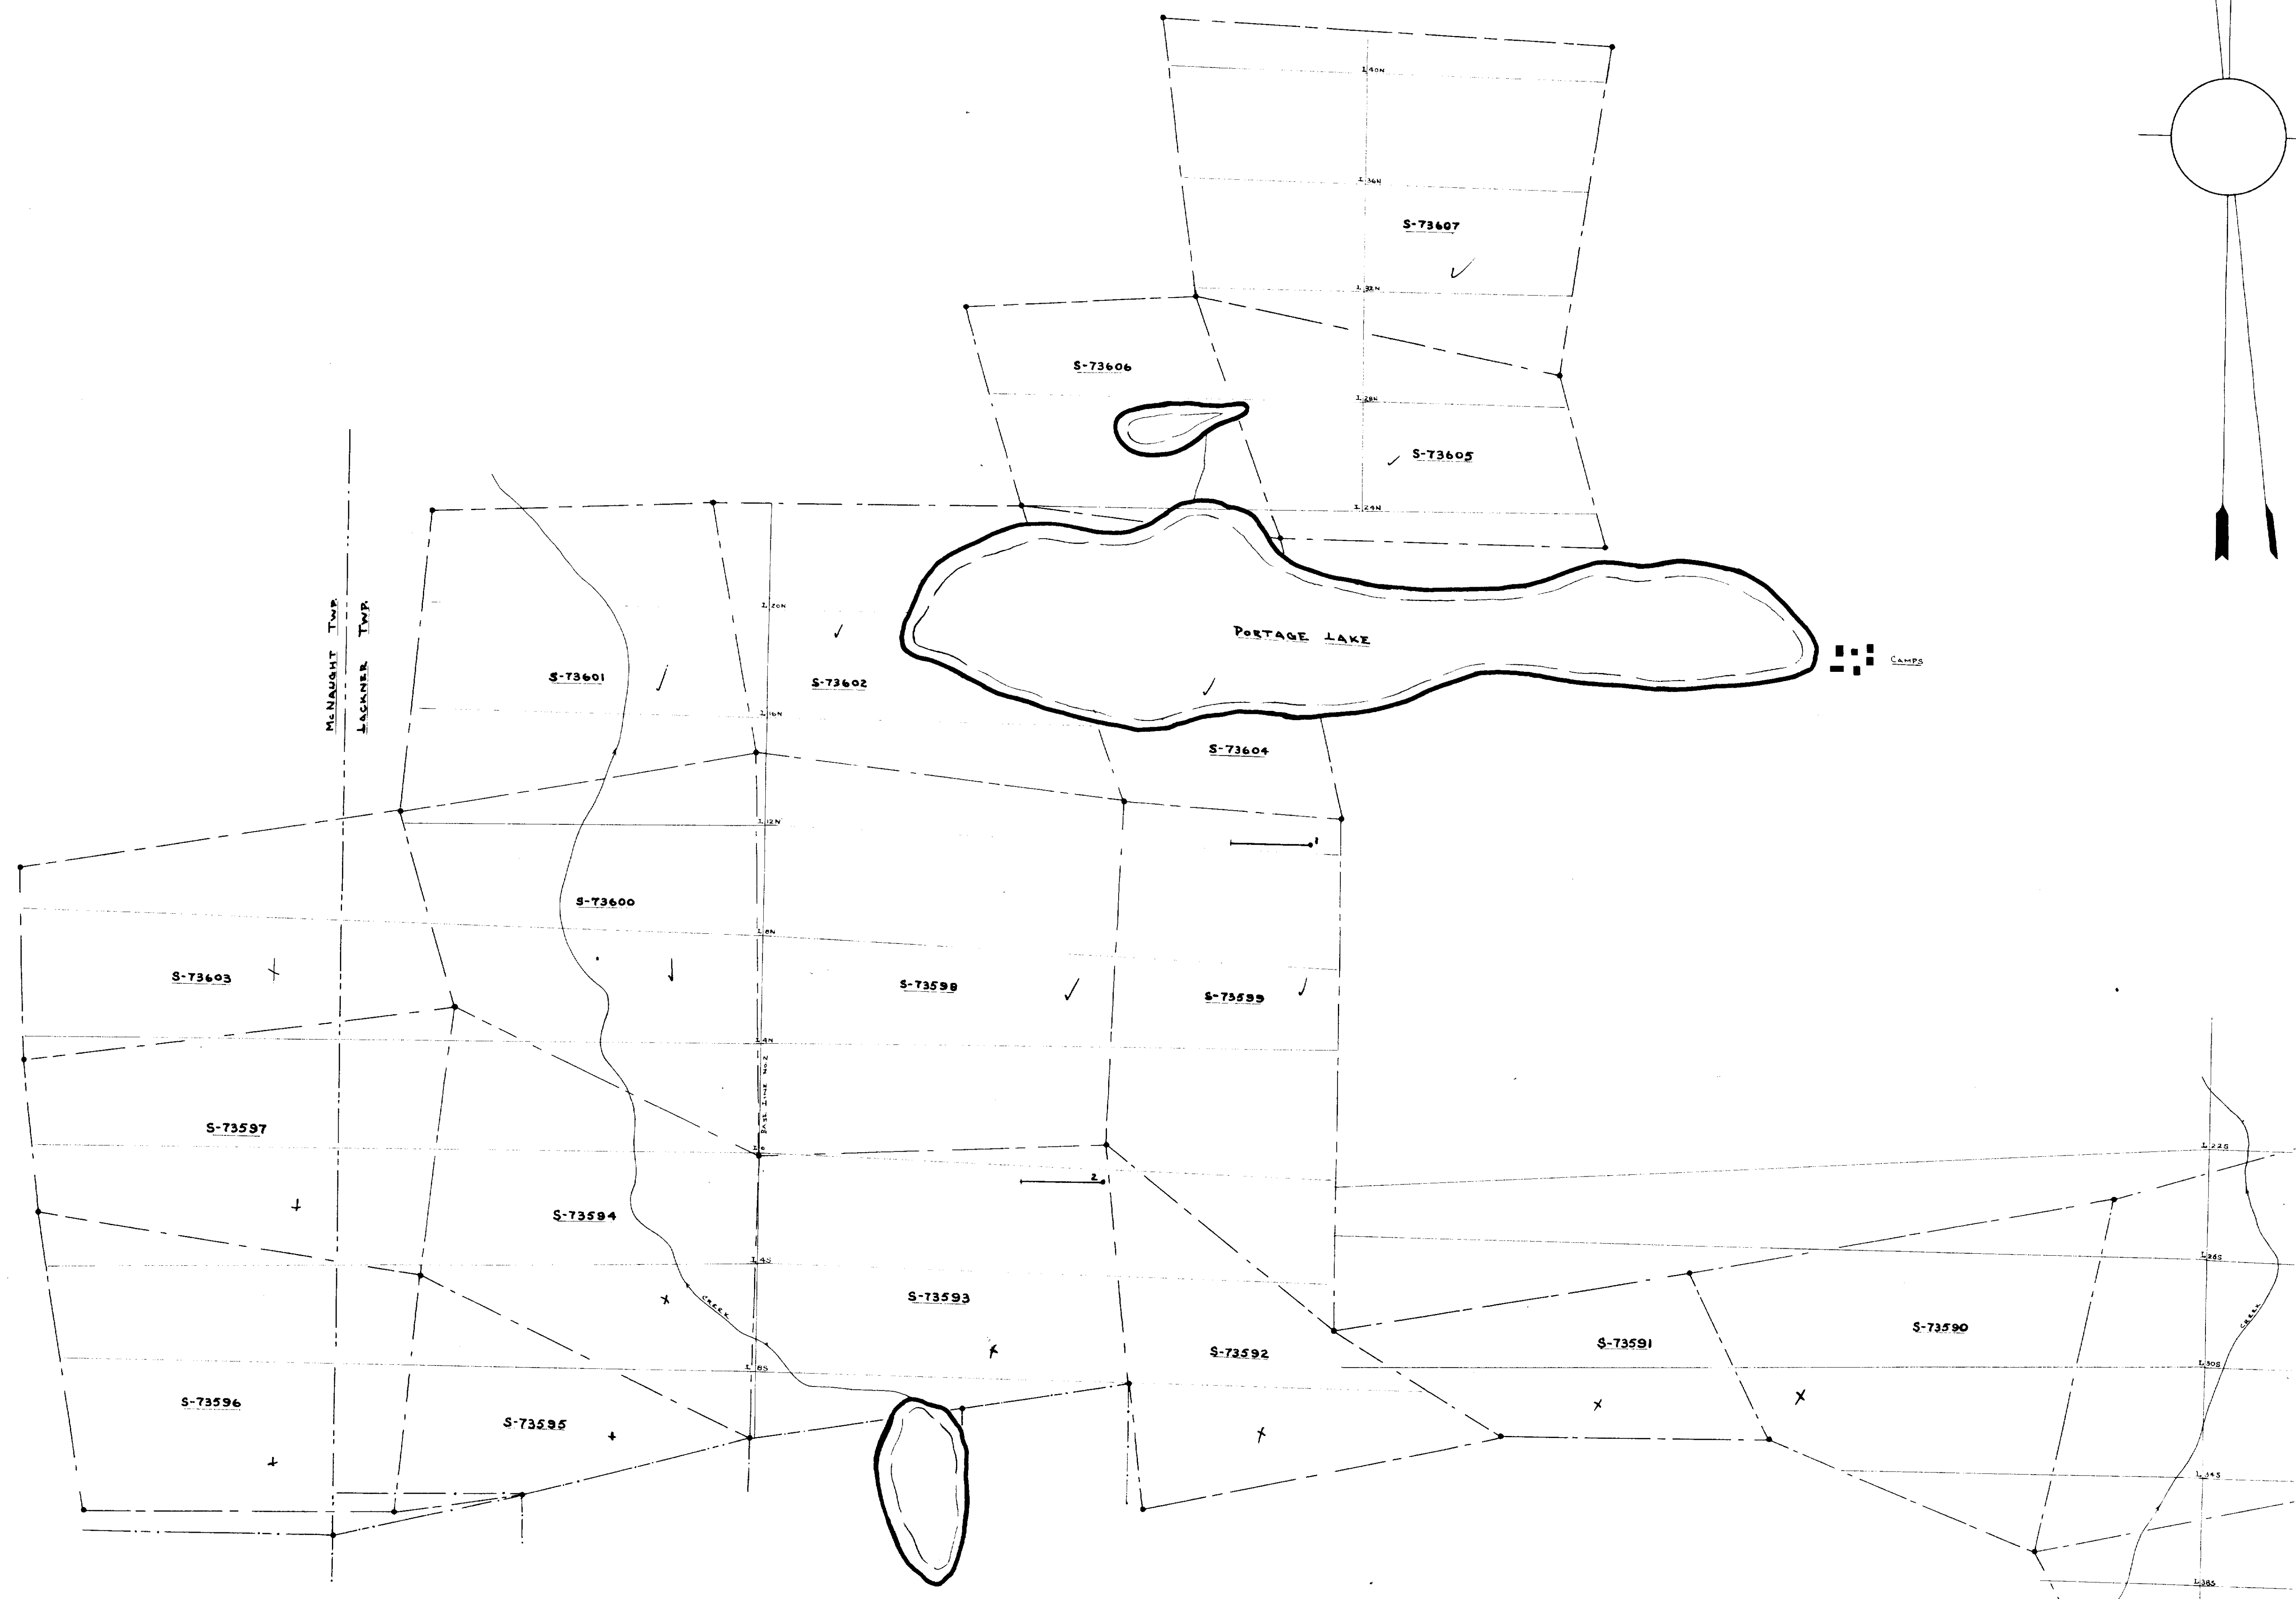 L 40N
L 36N
S-73607
L 32N
S-73606
L 28N
S-73605
L 24N
McNAUGHT TWP.
LACKNER TWP.
L 20N
PORTAGE LAKE
CAMPS
S-73601
S-73602
L 16N
S-73604
L 12N
1
S-73600
L 8N
S-73603
S-73598
S-73599
L 4N
BASE LINE No.2
S-73597
L 0
L 22S
2
S-73594
L 4S
L 26S
CREEK
S-73593
S-73592
S-73591
S-73590
CREEK
L 8S
L 30S
S-73596
S-73595
L 34S
L 38S